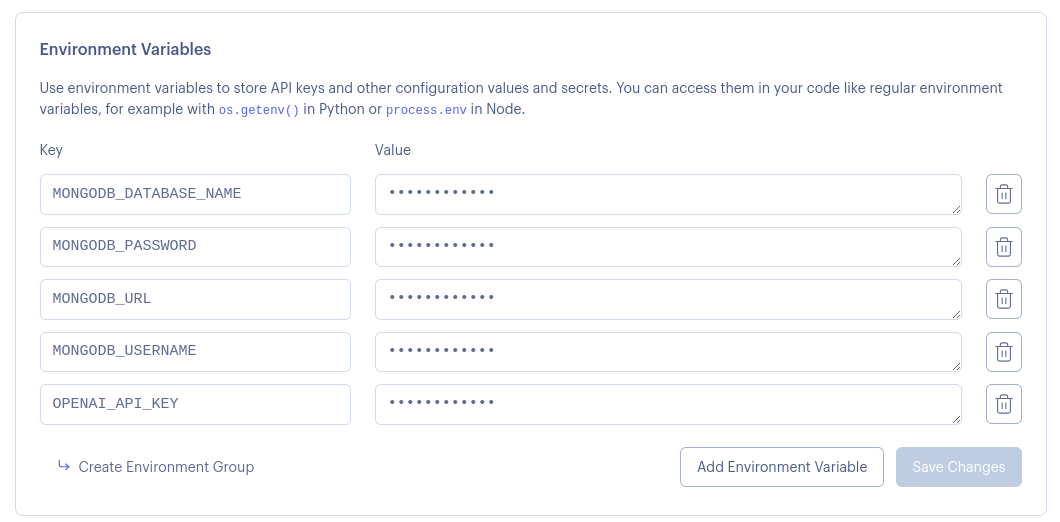 Environment Variables
Use environment variables to store API keys and other configuration values and secrets. You can access them in your code like regular environment
variables, for example with os.getenv() in Python or process.env in Node.
Key Value
MONGODB_DATABASE_NAME ••••••••••••
MONGODB_PASSWORD ••••••••••••
MONGODB_URL ••••••••••••
MONGODB_USERNAME ••••••••••••
OPENAI_API_KEY ••••••••••••
Create Environment Group Add Environment Variable Save Changes